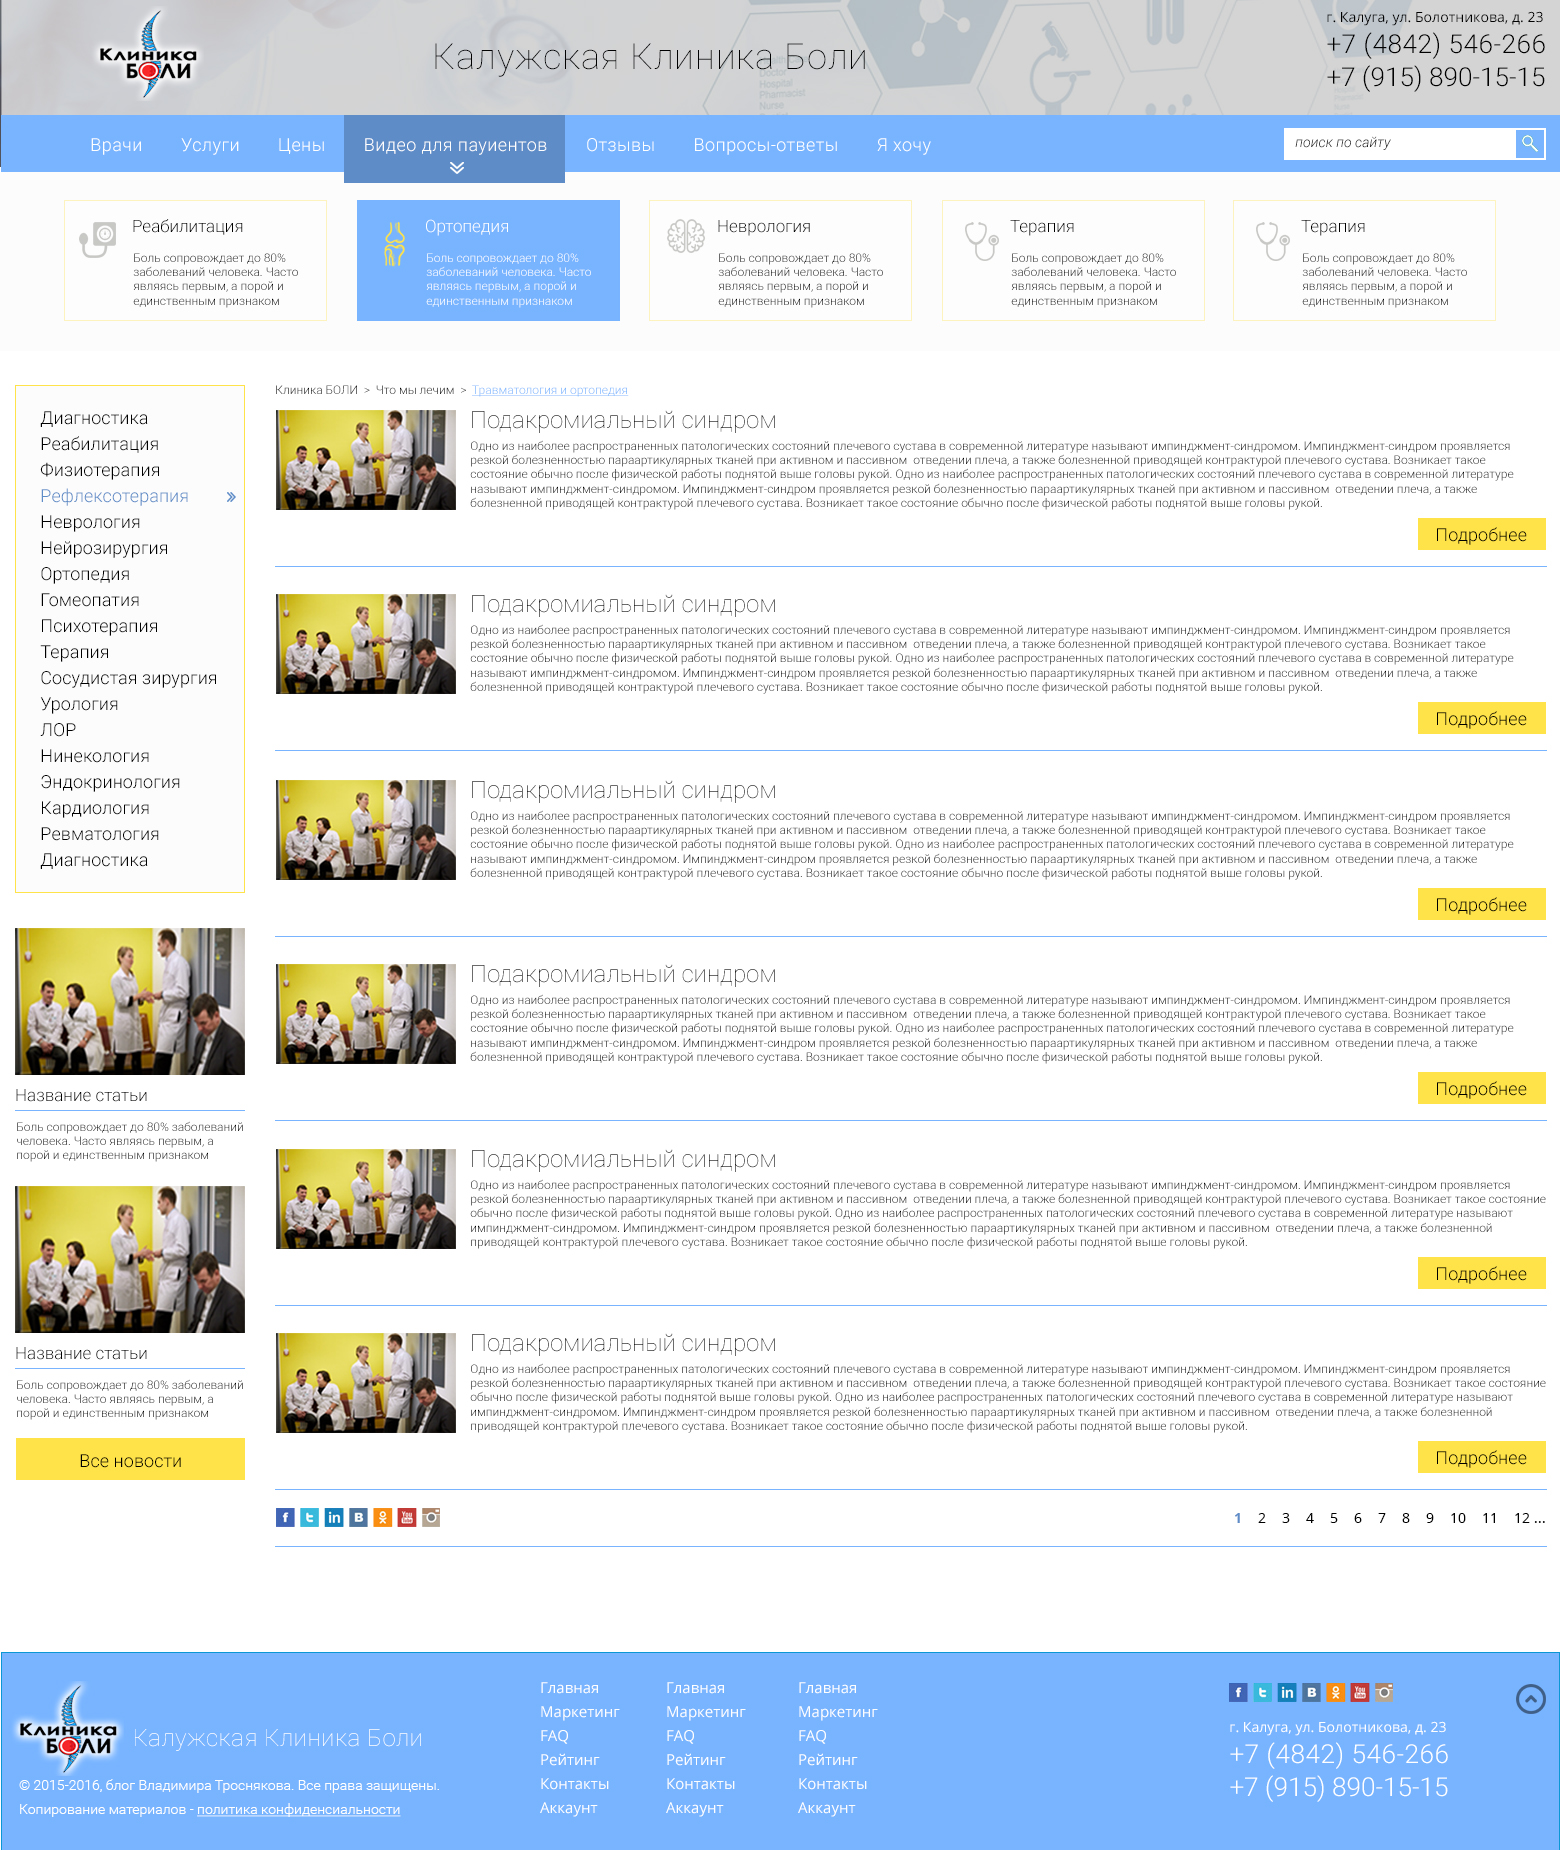 Клиника
БОЛИ
Калужская Клиника Боли
г. Калуга, ул. Болотникова, д. 23
+7 (4842) 546-266
+7 (915) 890-15-15
Doctor
Hospital
Pharmacist
Nurse
Врачи Услуги Цены Видео для пауиентов Отзывы Вопросы-ответы Я хочу
поиск по сайту
Реабилитация
Боль сопровождает до 80%
заболеваний человека. Часто
являясь первым, а порой и
единственным признаком
Ортопедия
Боль сопровождает до 80%
заболеваний человека. Часто
являясь первым, а порой и
единственным признаком
Неврология
Боль сопровождает до 80%
заболеваний человека. Часто
являясь первым, а порой и
единственным признаком
Терапия
Боль сопровождает до 80%
заболеваний человека. Часто
являясь первым, а порой и
единственным признаком
Терапия
Боль сопровождает до 80%
заболеваний человека. Часто
являясь первым, а порой и
единственным признаком
Диагностика
Реабилитация
Физиотерапия
Рефлексотерапия »
Неврология
Нейрозирургия
Ортопедия
Гомеопатия
Психотерапия
Терапия
Сосудистая зирургия
Урология
ЛОР
Нинекология
Эндокринология
Кардиология
Ревматология
Диагностика
Название статьи
Боль сопровождает до 80% заболеваний
человека. Часто являясь первым, а
порой и единственным признаком
Название статьи
Боль сопровождает до 80% заболеваний
человека. Часто являясь первым, а
порой и единственным признаком
Все новости
Клиника БОЛИ > Что мы лечим > Травматология и ортопедия
Подакромиальный синдром
Одно из наиболее распространенных патологических состояний плечевого сустава в современной литературе называют импинджмент-синдромом. Импинджмент-синдром проявляется
резкой болезненностью параартикулярных тканей при активном и пассивном  отведении плеча, а также болезненной приводящей контрактурой плечевого сустава. Возникает такое
состояние обычно после физической работы поднятой выше головы рукой. Одно из наиболее распространенных патологических состояний плечевого сустава в современной литературе
называют импинджмент-синдромом. Импинджмент-синдром проявляется резкой болезненностью параартикулярных тканей при активном и пассивном  отведении плеча, а также
болезненной приводящей контрактурой плечевого сустава. Возникает такое состояние обычно после физической работы поднятой выше головы рукой.
Подробнее
Подакромиальный синдром
Одно из наиболее распространенных патологических состояний плечевого сустава в современной литературе называют импинджмент-синдромом. Импинджмент-синдром проявляется
резкой болезненностью параартикулярных тканей при активном и пассивном  отведении плеча, а также болезненной приводящей контрактурой плечевого сустава. Возникает такое
состояние обычно после физической работы поднятой выше головы рукой. Одно из наиболее распространенных патологических состояний плечевого сустава в современной литературе
называют импинджмент-синдромом. Импинджмент-синдром проявляется резкой болезненностью параартикулярных тканей при активном и пассивном  отведении плеча, а также
болезненной приводящей контрактурой плечевого сустава. Возникает такое состояние обычно после физической работы поднятой выше головы рукой.
Подробнее
Подакромиальный синдром
Одно из наиболее распространенных патологических состояний плечевого сустава в современной литературе называют импинджмент-синдромом. Импинджмент-синдром проявляется
резкой болезненностью параартикулярных тканей при активном и пассивном  отведении плеча, а также болезненной приводящей контрактурой плечевого сустава. Возникает такое
состояние обычно после физической работы поднятой выше головы рукой. Одно из наиболее распространенных патологических состояний плечевого сустава в современной литературе
называют импинджмент-синдромом. Импинджмент-синдром проявляется резкой болезненностью параартикулярных тканей при активном и пассивном  отведении плеча, а также
болезненной приводящей контрактурой плечевого сустава. Возникает такое состояние обычно после физической работы поднятой выше головы рукой.
Подробнее
Подакромиальный синдром
Одно из наиболее распространенных патологических состояний плечевого сустава в современной литературе называют импинджмент-синдромом. Импинджмент-синдром проявляется
резкой болезненностью параартикулярных тканей при активном и пассивном  отведении плеча, а также болезненной приводящей контрактурой плечевого сустава. Возникает такое
состояние обычно после физической работы поднятой выше головы рукой. Одно из наиболее распространенных патологических состояний плечевого сустава в современной литературе
называют импинджмент-синдромом. Импинджмент-синдром проявляется резкой болезненностью параартикулярных тканей при активном и пассивном  отведении плеча, а также
болезненной приводящей контрактурой плечевого сустава. Возникает такое состояние обычно после физической работы поднятой выше головы рукой.
Подробнее
Подакромиальный синдром
Одно из наиболее распространенных патологических состояний плечевого сустава в современной литературе называют импинджмент-синдромом. Импинджмент-синдром проявляется
резкой болезненностью параартикулярных тканей при активном и пассивном  отведении плеча, а также болезненной приводящей контрактурой плечевого сустава. Возникает такое состояние
обычно после физической работы поднятой выше головы рукой. Одно из наиболее распространенных патологических состояний плечевого сустава в современной литературе называют
импинджмент-синдромом. Импинджмент-синдром проявляется резкой болезненностью параартикулярных тканей при активном и пассивном  отведении плеча, а также болезненной
приводящей контрактурой плечевого сустава. Возникает такое состояние обычно после физической работы поднятой выше головы рукой.
Подробнее
Подакромиальный синдром
Одно из наиболее распространенных патологических состояний плечевого сустава в современной литературе называют импинджмент-синдромом. Импинджмент-синдром проявляется
резкой болезненностью параартикулярных тканей при активном и пассивном  отведении плеча, а также болезненной приводящей контрактурой плечевого сустава. Возникает такое состояние
обычно после физической работы поднятой выше головы рукой. Одно из наиболее распространенных патологических состояний плечевого сустава в современной литературе называют
импинджмент-синдромом. Импинджмент-синдром проявляется резкой болезненностью параартикулярных тканей при активном и пассивном  отведении плеча, а также болезненной
приводящей контрактурой плечевого сустава. Возникает такое состояние обычно после физической работы поднятой выше головы рукой.
Подробнее
1 2 3 4 5 6 7 8 9 10 11 12 ...
Клиника
БОЛИ
Калужская Клиника Боли
© 2015-2016, блог Владимира Троснякова. Все права защищены.
Копирование материалов - политика конфиденсиальности
Главная
Маркетинг
FAQ
Рейтинг
Контакты
Аккаунт
Главная
Маркетинг
FAQ
Рейтинг
Контакты
Аккаунт
Главная
Маркетинг
FAQ
Рейтинг
Контакты
Аккаунт
г. Калуга, ул. Болотникова, д. 23
+7 (4842) 546-266
+7 (915) 890-15-15